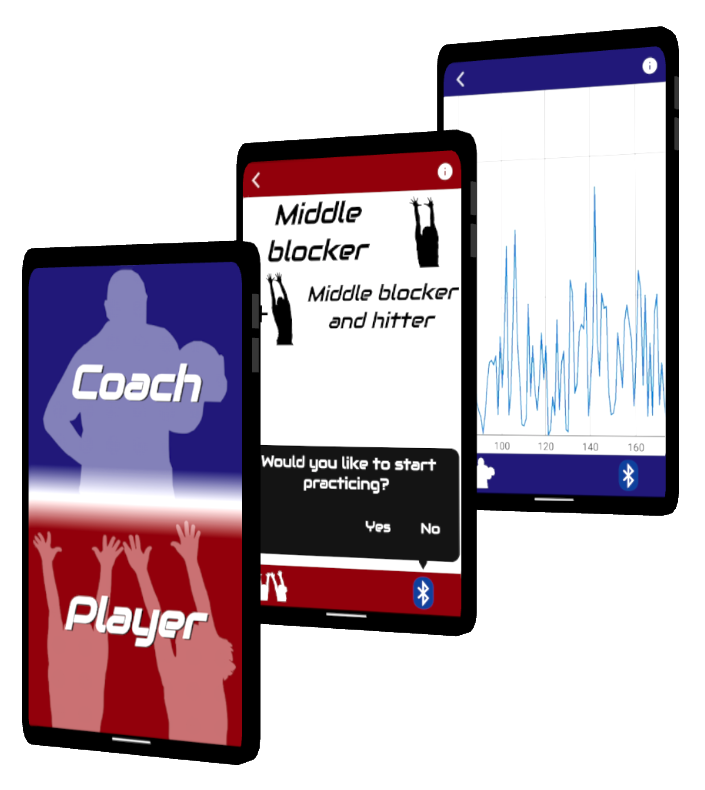 Coach
Player
Middle
blocker
+
Middle blocker
and hitter
Would you like to start
practicing?
Yes No
100 120 140 160